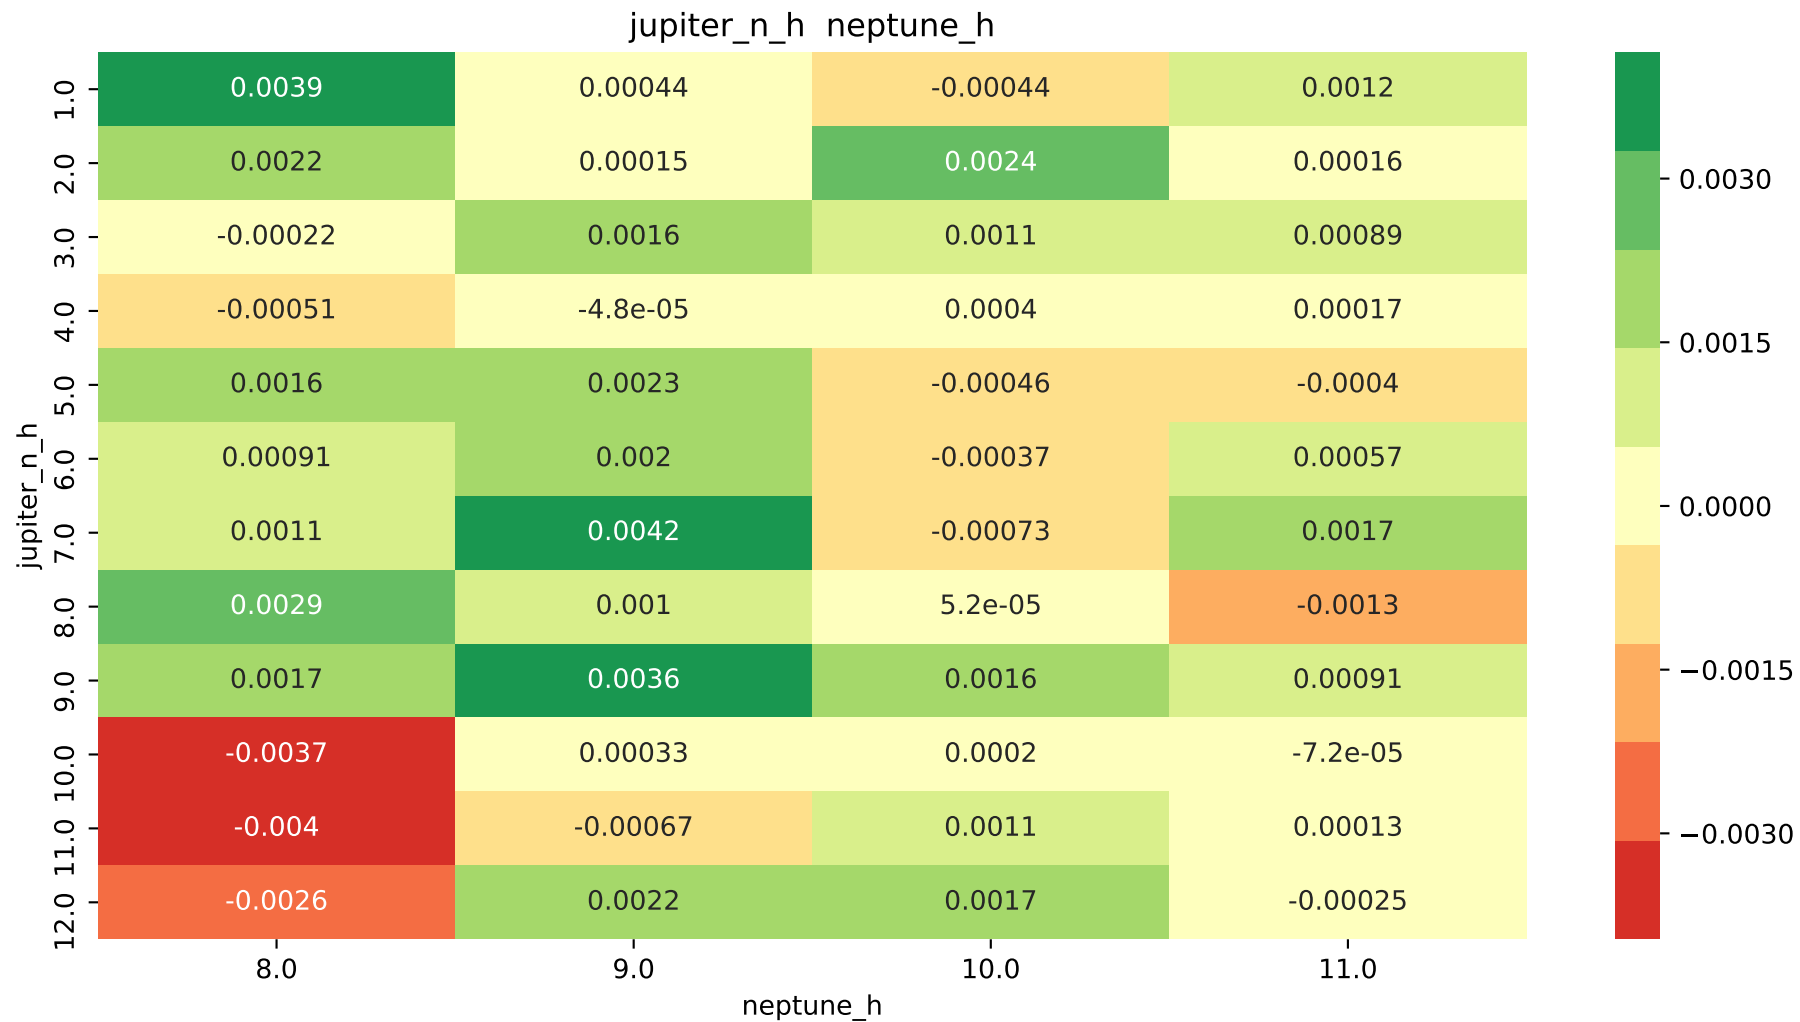 jupiter_n_h  neptune_h
1.0 0.0039 0.00044 -0.00044 0.0012
2.0 0.0022 0.00015 0.0024 0.00016
3.0 -0.00022 0.0016 0.0011 0.00089
4.0 -0.00051 -4.8e-05 0.0004 0.00017
5.0 0.0016 0.0023 -0.00046 -0.0004
6.0 0.00091 0.002 -0.00037 0.00057
7.0 0.0011 0.0042 -0.00073 0.0017
8.0 0.0029 0.001 5.2e-05 -0.0013
9.0 0.0017 0.0036 0.0016 0.00091
10.0 -0.0037 0.00033 0.0002 -7.2e-05
11.0 -0.004 -0.00067 0.0011 0.00013
12.0 -0.0026 0.0022 0.0017 -0.00025
8.0 9.0 10.0 11.0
neptune_h
jupiter_n_h
0.0030
0.0015
0.0000
−0.0015
−0.0030